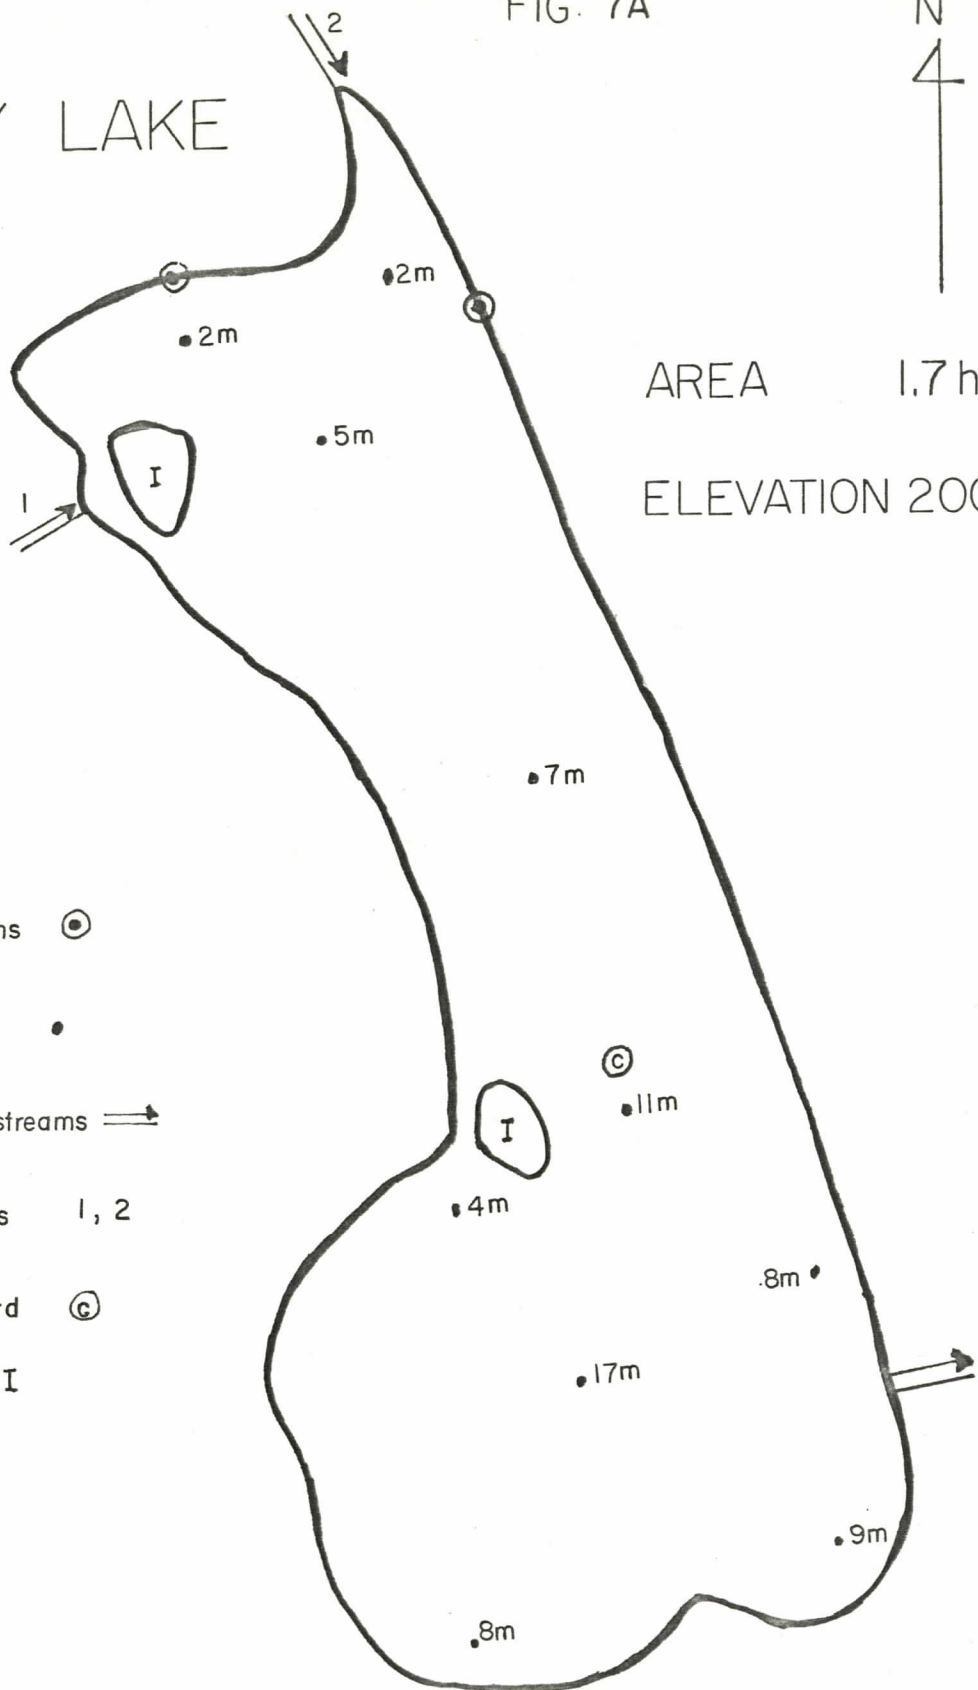 FIG. 7A
N
2
LAKE
2m
2m
AREA 1.7 h
5m
I
ELEVATION 200
1
7m
ns
c
11m
streams
I
s 1, 2
4m
8m
rd c
17m
I
9m
8m